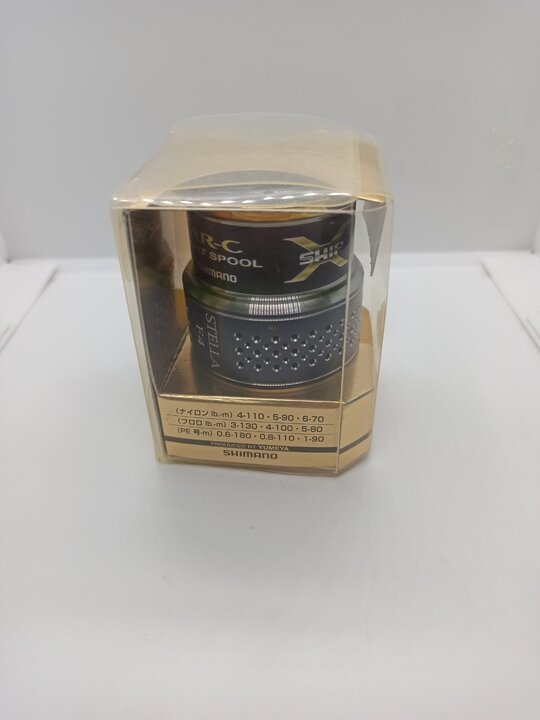 R-C
SPOOL
SHIMANO
X
SHIP
STELLA
F4
(ナイロン lb.-m) 4-110・5-90・6-70
(フロロ lb.-m) 3-130・4-100・5-80
(PE 号-m) 0.6-180・0.8-110・1-90
PRODUCED BY YUMEYA
SHIMANO